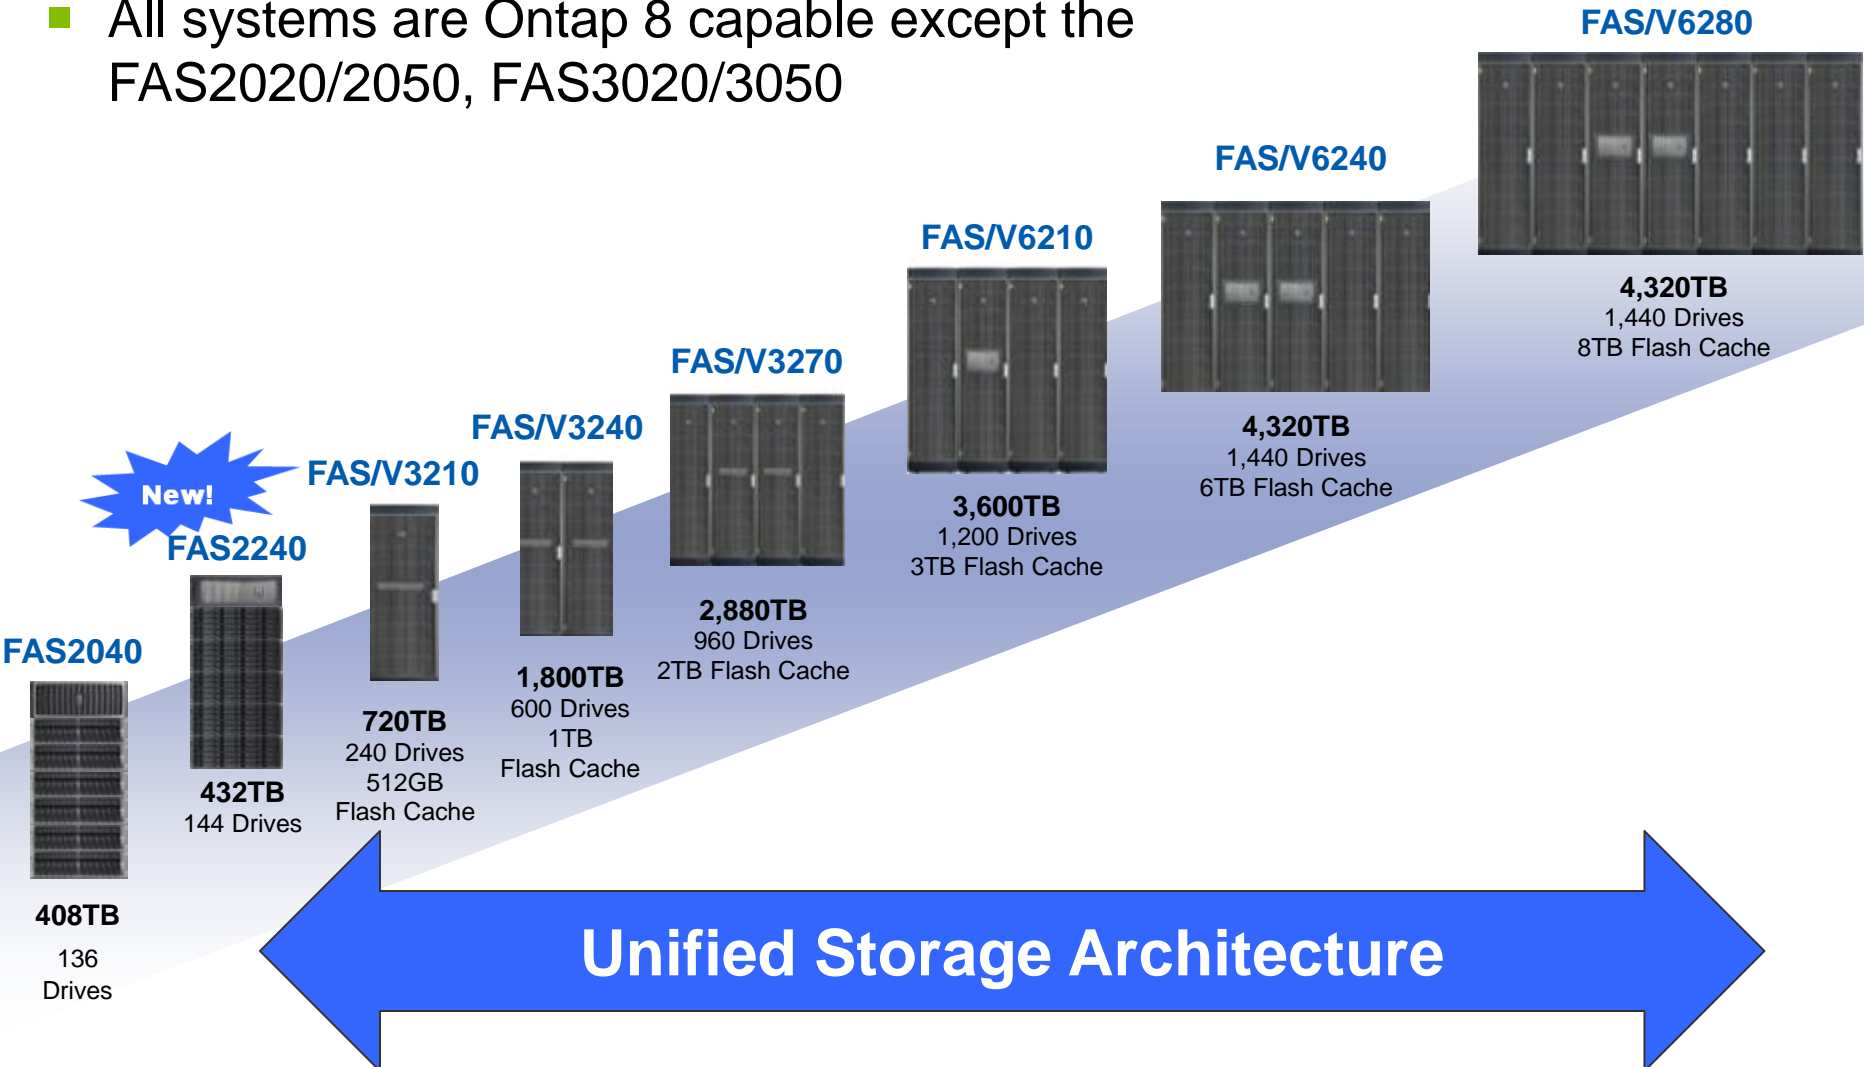 All systems are Ontap 8 capable except the
FAS2020/2050, FAS3020/3050
FAS/V6280
4,320TB
1,440 Drives
8TB Flash Cache
FAS/V6240
4,320TB
1,440 Drives
6TB Flash Cache
FAS/V6210
3,600TB
1,200 Drives
3TB Flash Cache
FAS/V3270
2,880TB
960 Drives
2TB Flash Cache
FAS/V3240
1,800TB
600 Drives
1TB
Flash Cache
FAS/V3210
720TB
240 Drives
512GB
Flash Cache
New!
FAS2240
432TB
144 Drives
FAS2040
408TB
136
Drives
Unified Storage Architecture